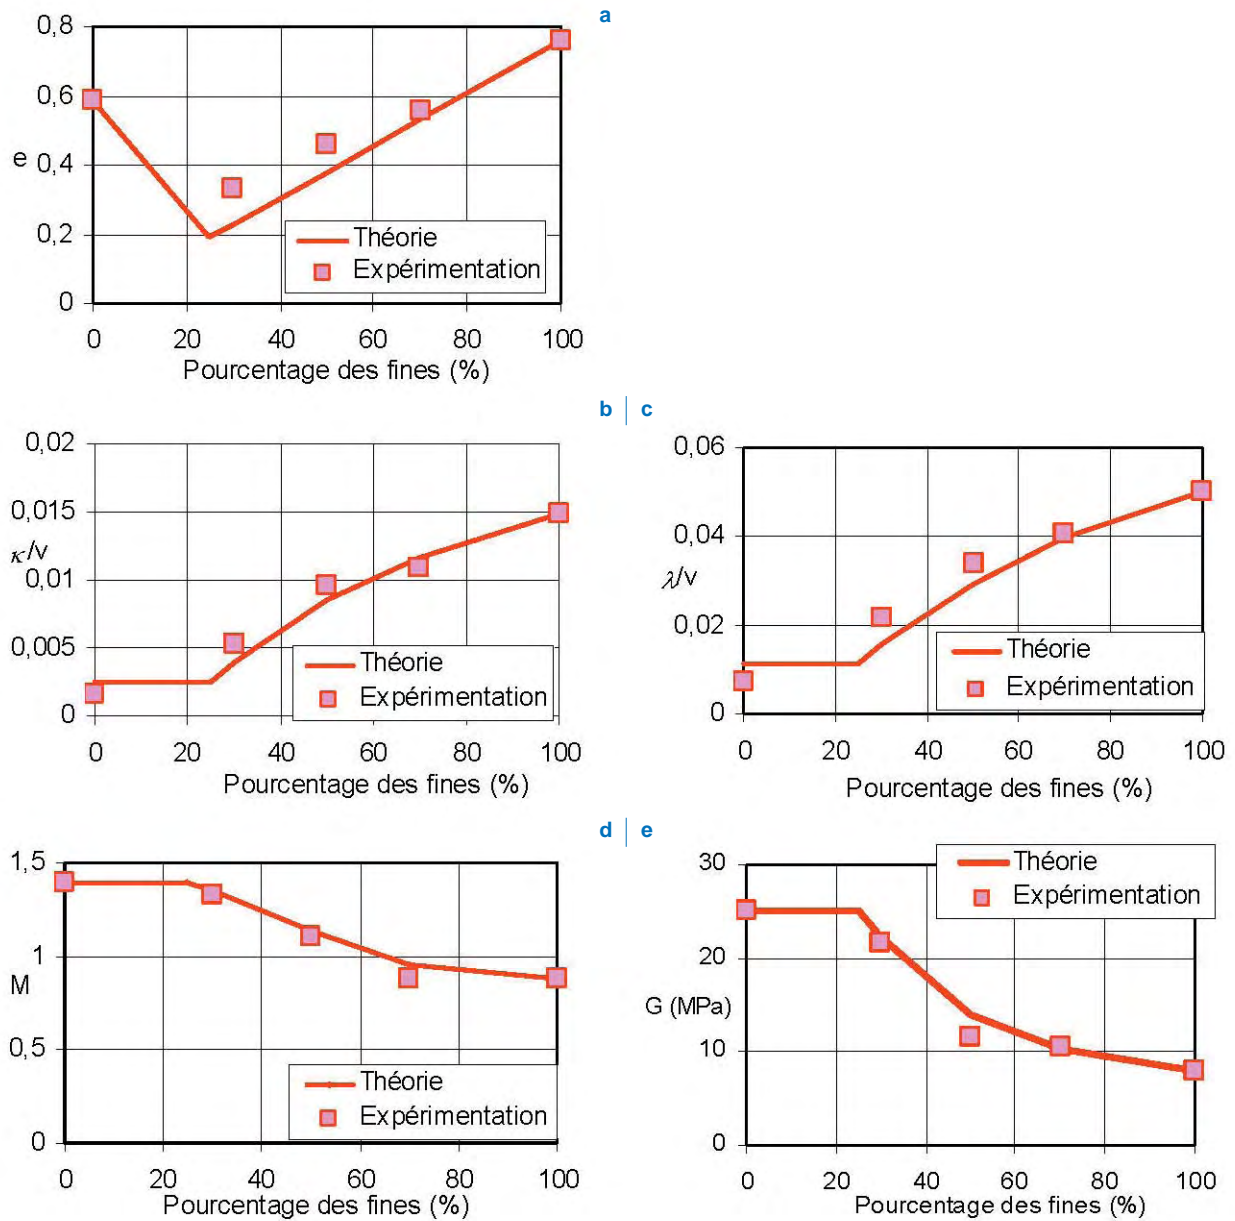 a
0,8
0,6
e 0,4
0,2
0
Théorie
Expérimentation
0 20 40 60 80 100
Pourcentage des fines (%)
b | c
0,02
0,015
κ/v
0,01
0,005
0
Théorie
Expérimentation
0 20 40 60 80 100
Pourcentage des fines (%)
0,06
0,04
λ/v
0,02
0
Théorie
Expérimentation
0 20 40 60 80 100
Pourcentage des fines (%)
d | e
1,5
1
M
0,5
0
Théorie
Expérimentation
0 20 40 60 80 100
Pourcentage des fines (%)
30
20
G (MPa)
10
0
Théorie
Expérimentation
0 20 40 60 80 100
Pourcentage des fines (%)